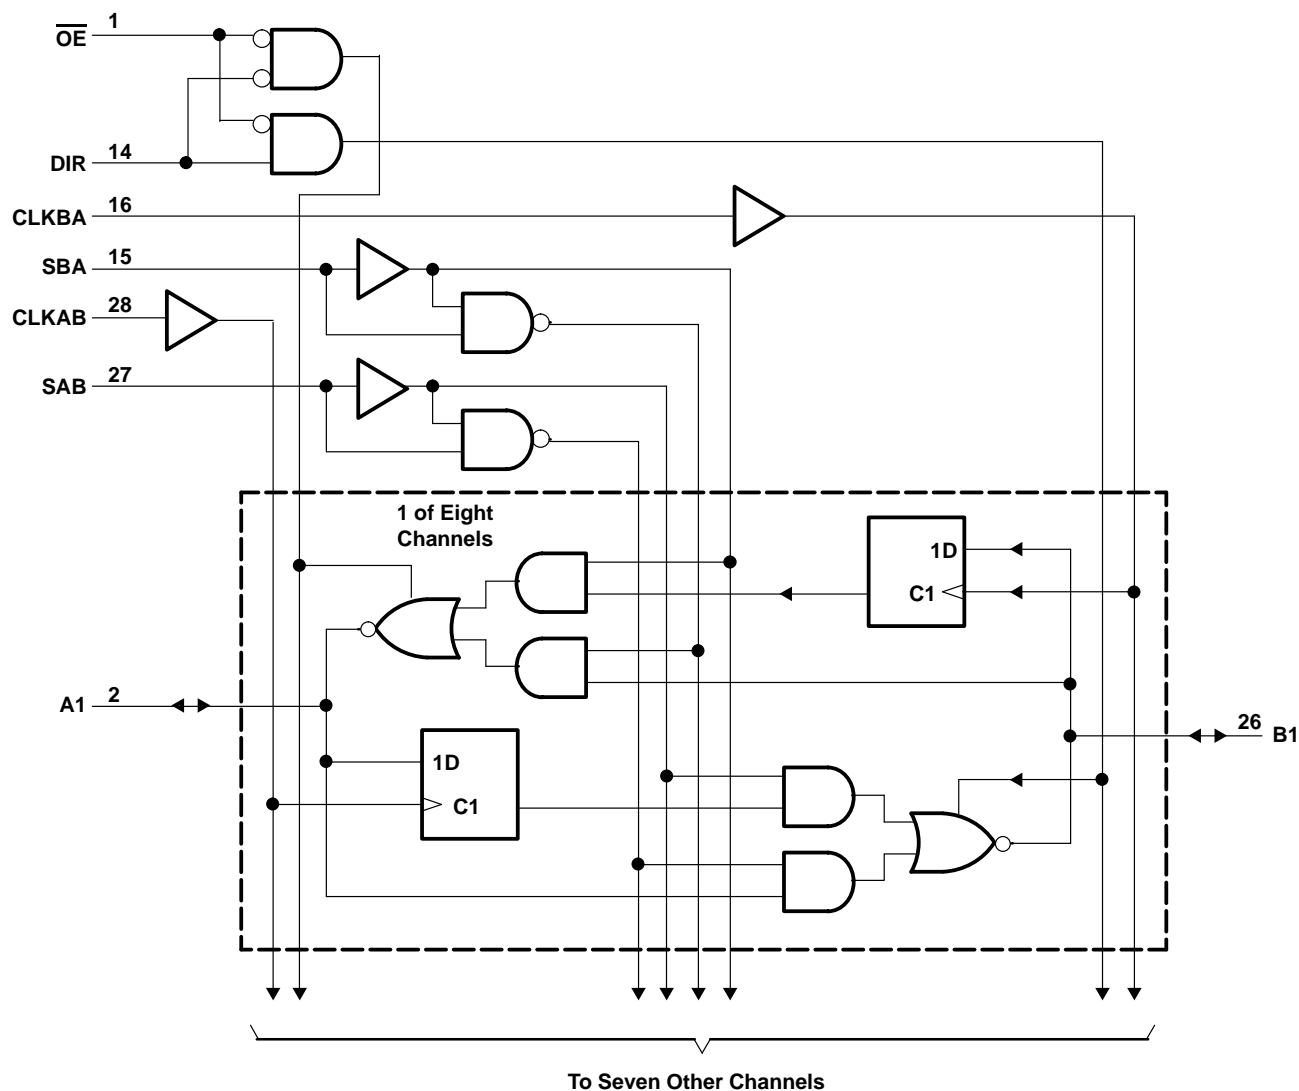 1
OE
14
DIR
16
CLKBA
15
SBA
28
CLKAB
27
SAB
1 of Eight
Channels
1D
C1
2
A1
26
B1
1D
C1
To Seven Other Channels